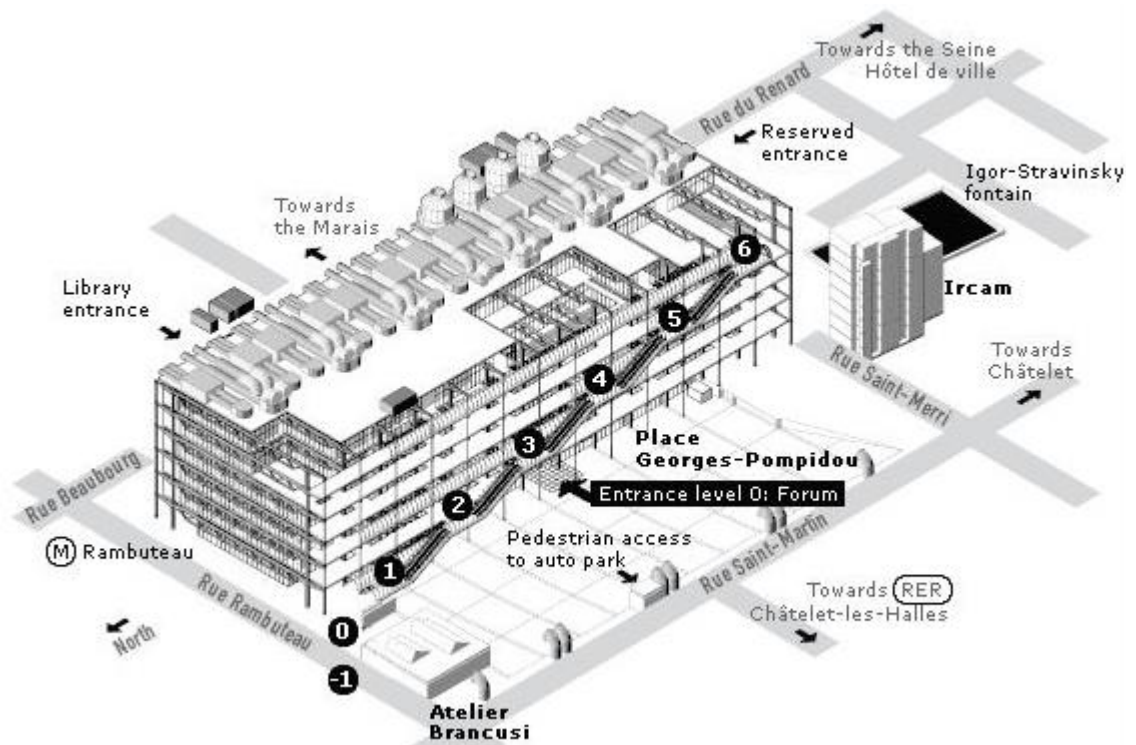 Towards the Seine
Hôtel de ville
Rue du Renard
Reserved
entrance
Igor-Stravinsky
fontain
Towards
the Marais
6
Library
entrance
Ircam
5
Towards
Châtelet
Rue Saint-Merri
4
3
Place
Georges-Pompidou
Entrance level 0: Forum
Rue Beaubourg
2
Pedestrian access
to auto park
Rue Saint-Martin
M Rambuteau
1
Towards RER
Châtelet-les-Halles
Rue Rambuteau
North
0
-1
Atelier
Brancusi